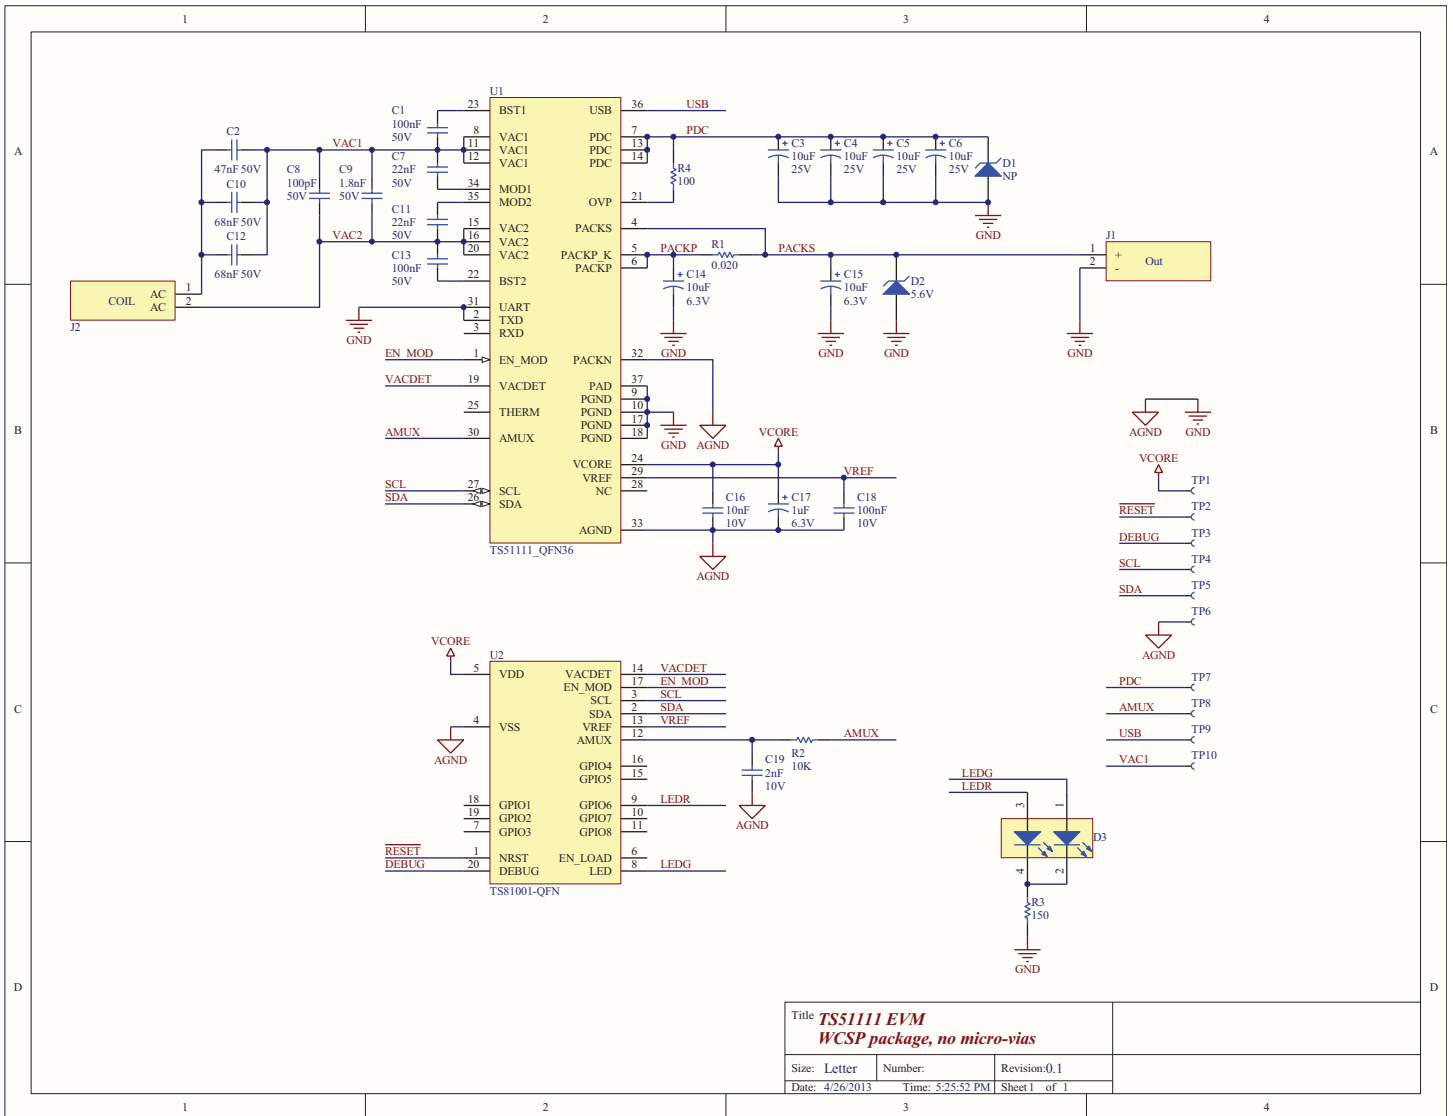 1 2 3 4
A A
B B
C C
D D
1 2 3 4
U1
TS51111_QFN36
23 BST1
8 VAC1
11 VAC1
12 VAC1
34 MOD1
35 MOD2
15 VAC2
16 VAC2
20 VAC2
22 BST2
31 UART
2 TXD
3 RXD
1 EN_MOD
19 VACDET
25 THERM
30 AMUX
27 SCL
26 SDA
USB 36
PDC 7
PDC 13
PDC 14
OVP 21
PACKS 4
PACKP_K 5
PACKP 6
PACKN 32
PAD 37
PGND 9
PGND 10
PGND 17
PGND 18
VCORE 24
VREF 29
NC 28
AGND 33
C1
100nF
50V
C7
22nF
50V
C11
22nF
50V
C13
100nF
50V
C2
47nF 50V
C10
68nF 50V
C12
68nF 50V
C8
100pF
50V
C9
1.8nF
50V
VAC1
VAC2
COIL
AC 1
AC 2
J2
GND
EN_MOD
VACDET
AMUX
SCL
SDA
USB
PDC
R4
100
C3
10uF
25V
C4
10uF
25V
C5
10uF
25V
C6
10uF
25V
D1
NP
GND
PACKP
R1
0.020
PACKS
C14
10uF
6.3V
GND
C15
10uF
6.3V
GND
D2
5.6V
GND
J1
1 +
2 -
Out
GND
GND
AGND
VCORE
VREF
C16
10nF
10V
C17
1uF
6.3V
C18
100nF
10V
AGND
AGND GND
VCORE
TP1
RESET TP2
DEBUG TP3
SCL TP4
SDA TP5
TP6
AGND
PDC TP7
AMUX TP8
USB TP9
VAC1 TP10
VCORE
U2
TS81001-QFN
5 VDD
4 VSS
AGND
18 GPIO1
19 GPIO2
7 GPIO3
RESET 1 NRST
DEBUG 20 DEBUG
VACDET 14 VACDET
EN_MOD 17 EN_MOD
SCL 3 SCL
SDA 2 SDA
VREF 13 VREF
AMUX 12
GPIO4 16
GPIO5 15
GPIO6 9 LEDR
GPIO7 10
GPIO8 11
EN_LOAD 6
LED 8 LEDG
C19
2nF
10V
AGND
R2
10K
AMUX
LEDG
LEDR
3 1
D3
4 2
R3
150
GND
Title TS51111 EVM
WCSP package, no micro-vias
Size: Letter Number: Revision:0.1
Date: 4/26/2013 Time: 5:25:52 PM Sheet 1 of 1